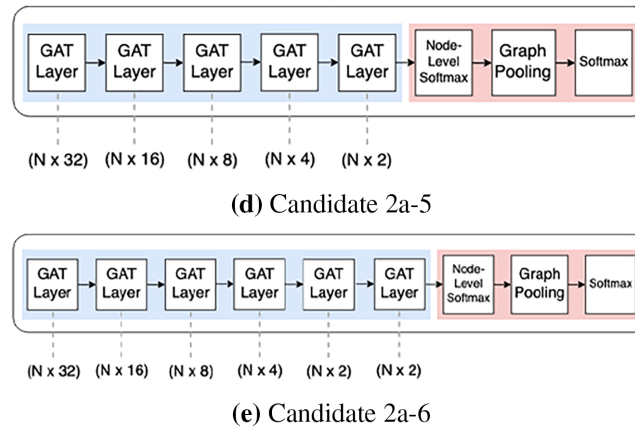 GAT Layer
GAT Layer
GAT Layer
GAT Layer
GAT Layer
Node-Level Softmax
Graph Pooling
Softmax
(N x 32)
(N x 16)
(N x 8)
(N x 4)
(N x 2)
(d) Candidate 2a-5
GAT Layer
GAT Layer
GAT Layer
GAT Layer
GAT Layer
GAT Layer
Node-Level Softmax
Graph Pooling
Softmax
(N x 32)
(N x 16)
(N x 8)
(N x 4)
(N x 2)
(N x 2)
(e) Candidate 2a-6